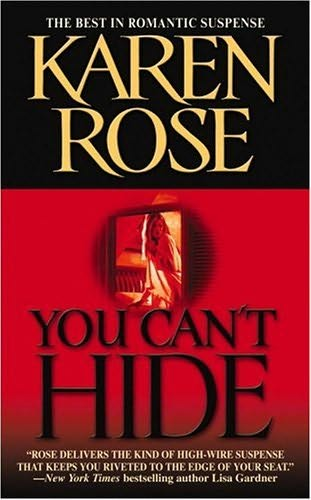 THE BEST IN ROMANTIC SUSPENSE
KAREN
ROSE
YOU CAN'T
HIDE
"ROSE DELIVERS THE KIND OF HIGH-WIRE SUSPENSE
THAT KEEPS YOU RIVETED TO THE EDGE OF YOUR SEAT."
—New York Times bestselling author Lisa Gardner